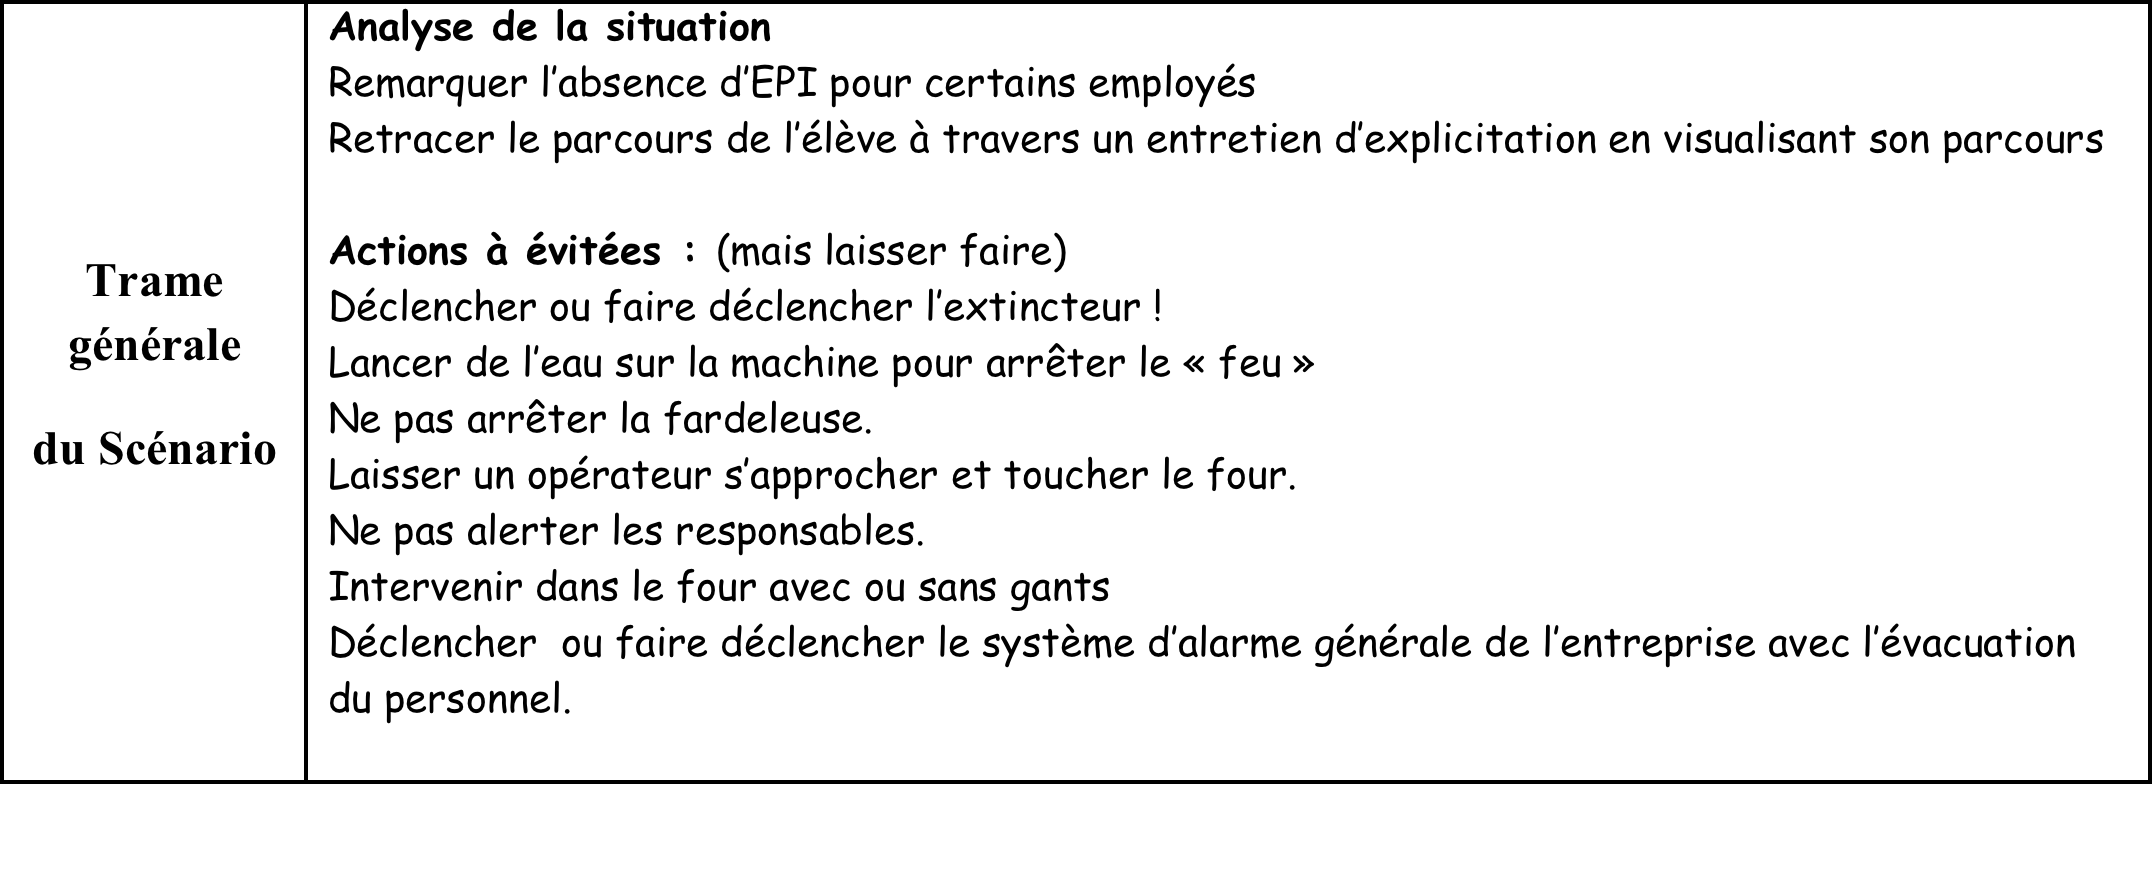 Trame
générale
du Scénario
Analyse de la situation
Remarquer l’absence d’EPI pour certains employés
Retracer le parcours de l’élève à travers un entretien d’explicitation en visualisant son parcours
Actions à évitées : (mais laisser faire)
Déclencher ou faire déclencher l’extincteur !
Lancer de l’eau sur la machine pour arrêter le « feu »
Ne pas arrêter la fardeleuse.
Laisser un opérateur s’approcher et toucher le four.
Ne pas alerter les responsables.
Intervenir dans le four avec ou sans gants
Déclencher  ou faire déclencher le système d’alarme générale de l’entreprise avec l’évacuation
du personnel.